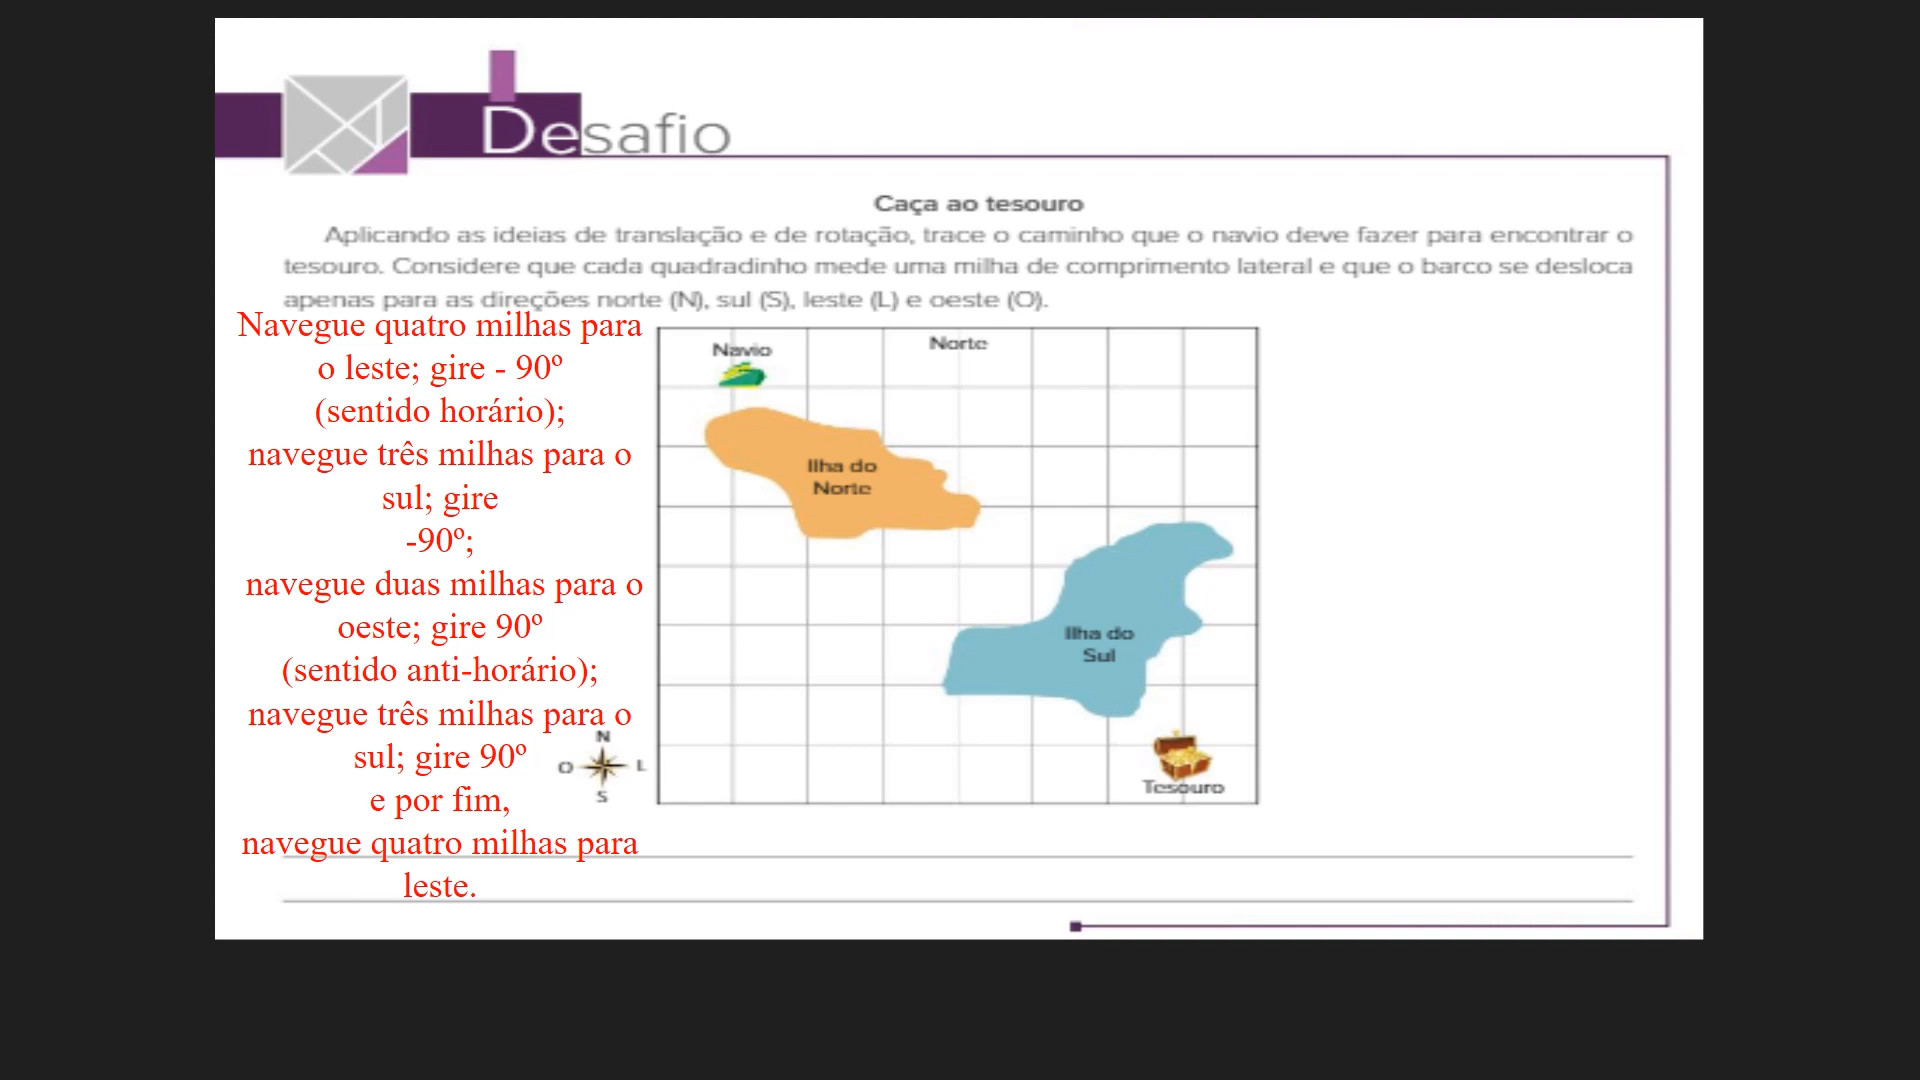 Desafio
Caça ao tesouro
Aplicando as ideias de translação e de rotação, trace o caminho que o navio deve fazer para encontrar o
tesouro. Considere que cada quadradinho mede uma milha de comprimento lateral e que o barco se desloca
apenas para as direções norte (N), sul (S), leste (L) e oeste (O).
Navegue quatro milhas para
o leste; gire - 90º
(sentido horário);
navegue três milhas para o
sul; gire
-90º;
navegue duas milhas para o
oeste; gire 90º
(sentido anti-horário);
navegue três milhas para o
sul; gire 90º
e por fim,
navegue quatro milhas para
leste.
Navio
Norte
Ilha do
Norte
Ilha do
Sul
Tesouro
N
O
L
S